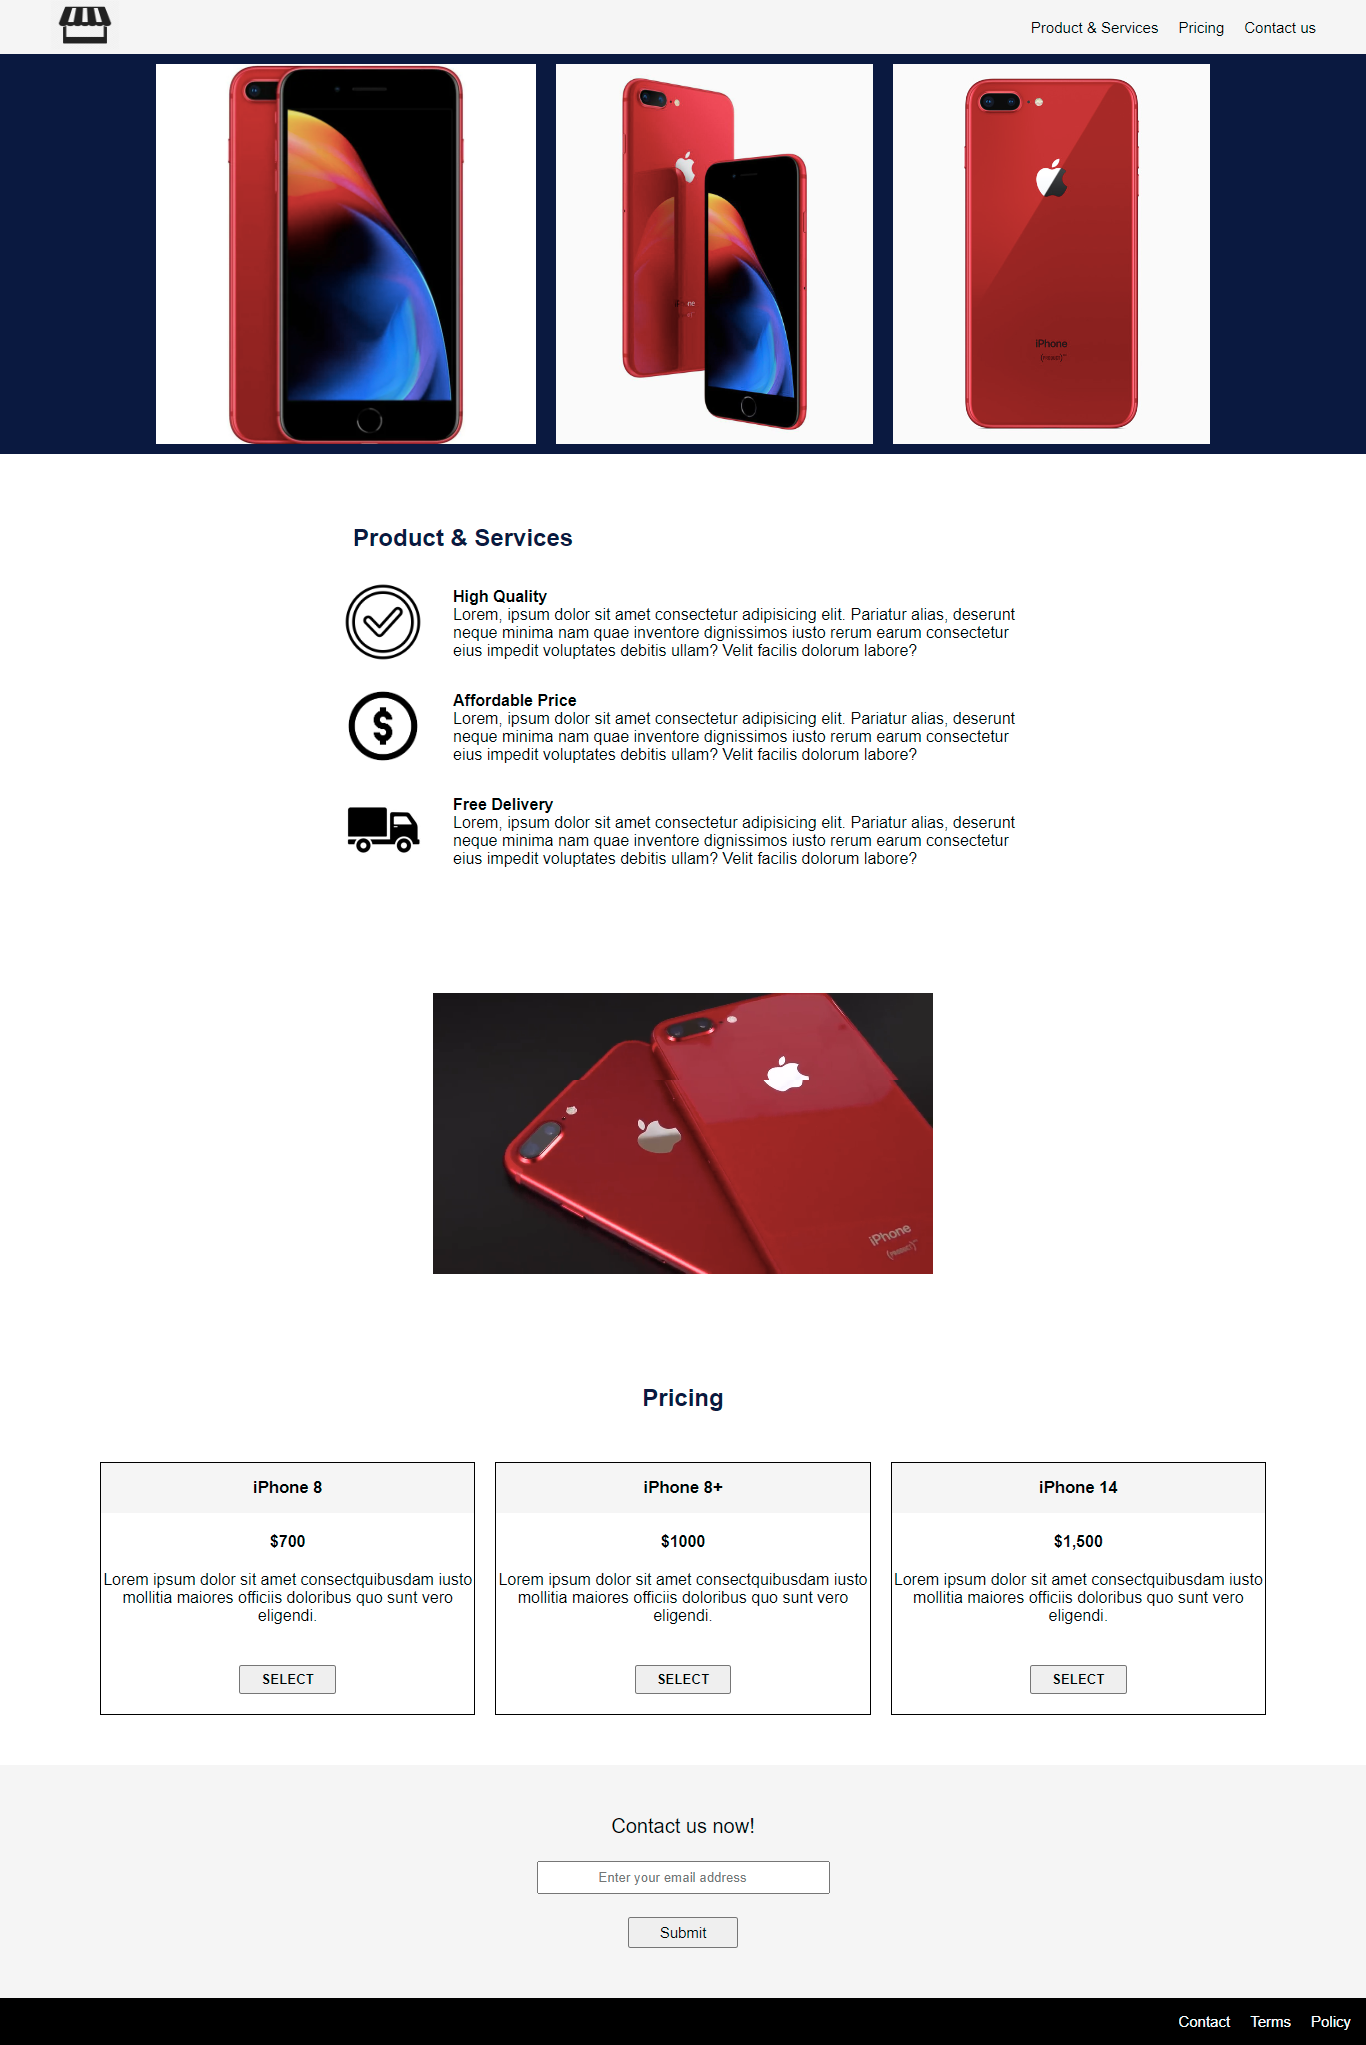 Product & Services
Pricing
Contact us
iPhone
iPhone
Product & Services
High Quality
Lorem, ipsum dolor sit amet consectetur adipisicing elit. Pariatur alias, deserunt
neque minima nam quae inventore dignissimos iusto rerum earum consectetur
eius impedit voluptates debitis ullam? Velit facilis dolorum labore?
Affordable Price
Lorem, ipsum dolor sit amet consectetur adipisicing elit. Pariatur alias, deserunt
neque minima nam quae inventore dignissimos iusto rerum earum consectetur
eius impedit voluptates debitis ullam? Velit facilis dolorum labore?
Free Delivery
Lorem, ipsum dolor sit amet consectetur adipisicing elit. Pariatur alias, deserunt
neque minima nam quae inventore dignissimos iusto rerum earum consectetur
eius impedit voluptates debitis ullam? Velit facilis dolorum labore?
iPhone
(PRODUCT)
Pricing
iPhone 8
$700
Lorem ipsum dolor sit amet consectquibusdam iusto
mollitia maiores officiis doloribus quo sunt vero
eligendi.
SELECT
iPhone 8+
$1000
Lorem ipsum dolor sit amet consectquibusdam iusto
mollitia maiores officiis doloribus quo sunt vero
eligendi.
SELECT
iPhone 14
$1,500
Lorem ipsum dolor sit amet consectquibusdam iusto
mollitia maiores officiis doloribus quo sunt vero
eligendi.
SELECT
Contact us now!
Enter your email address
Submit
Contact
Terms
Policy